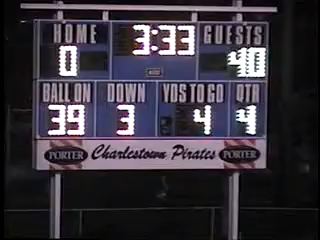 HOME 3:33 GUESTS
0 40
BALL ON DOWN YDS TO GO QTR
39 3 4 4
PORTER Charlestown Pirates PORTER